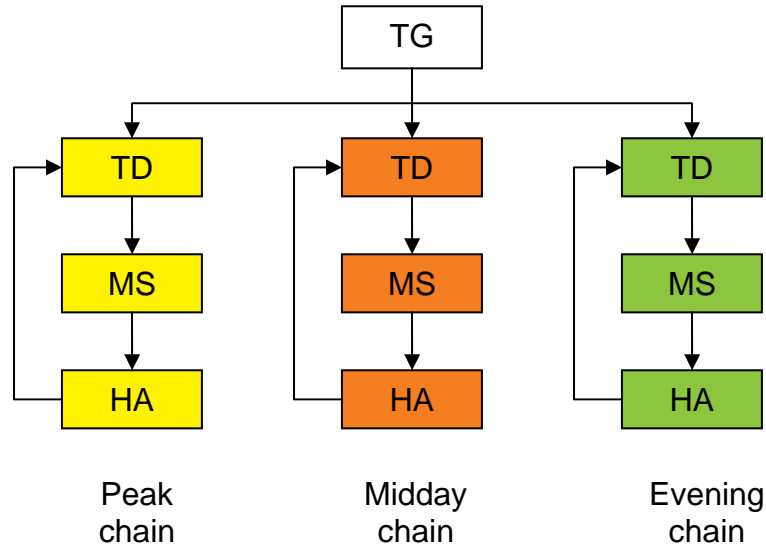 TG
TD
TD
TD
MS
MS
MS
HA
HA
HA
Peak
chain
Midday
chain
Evening
chain